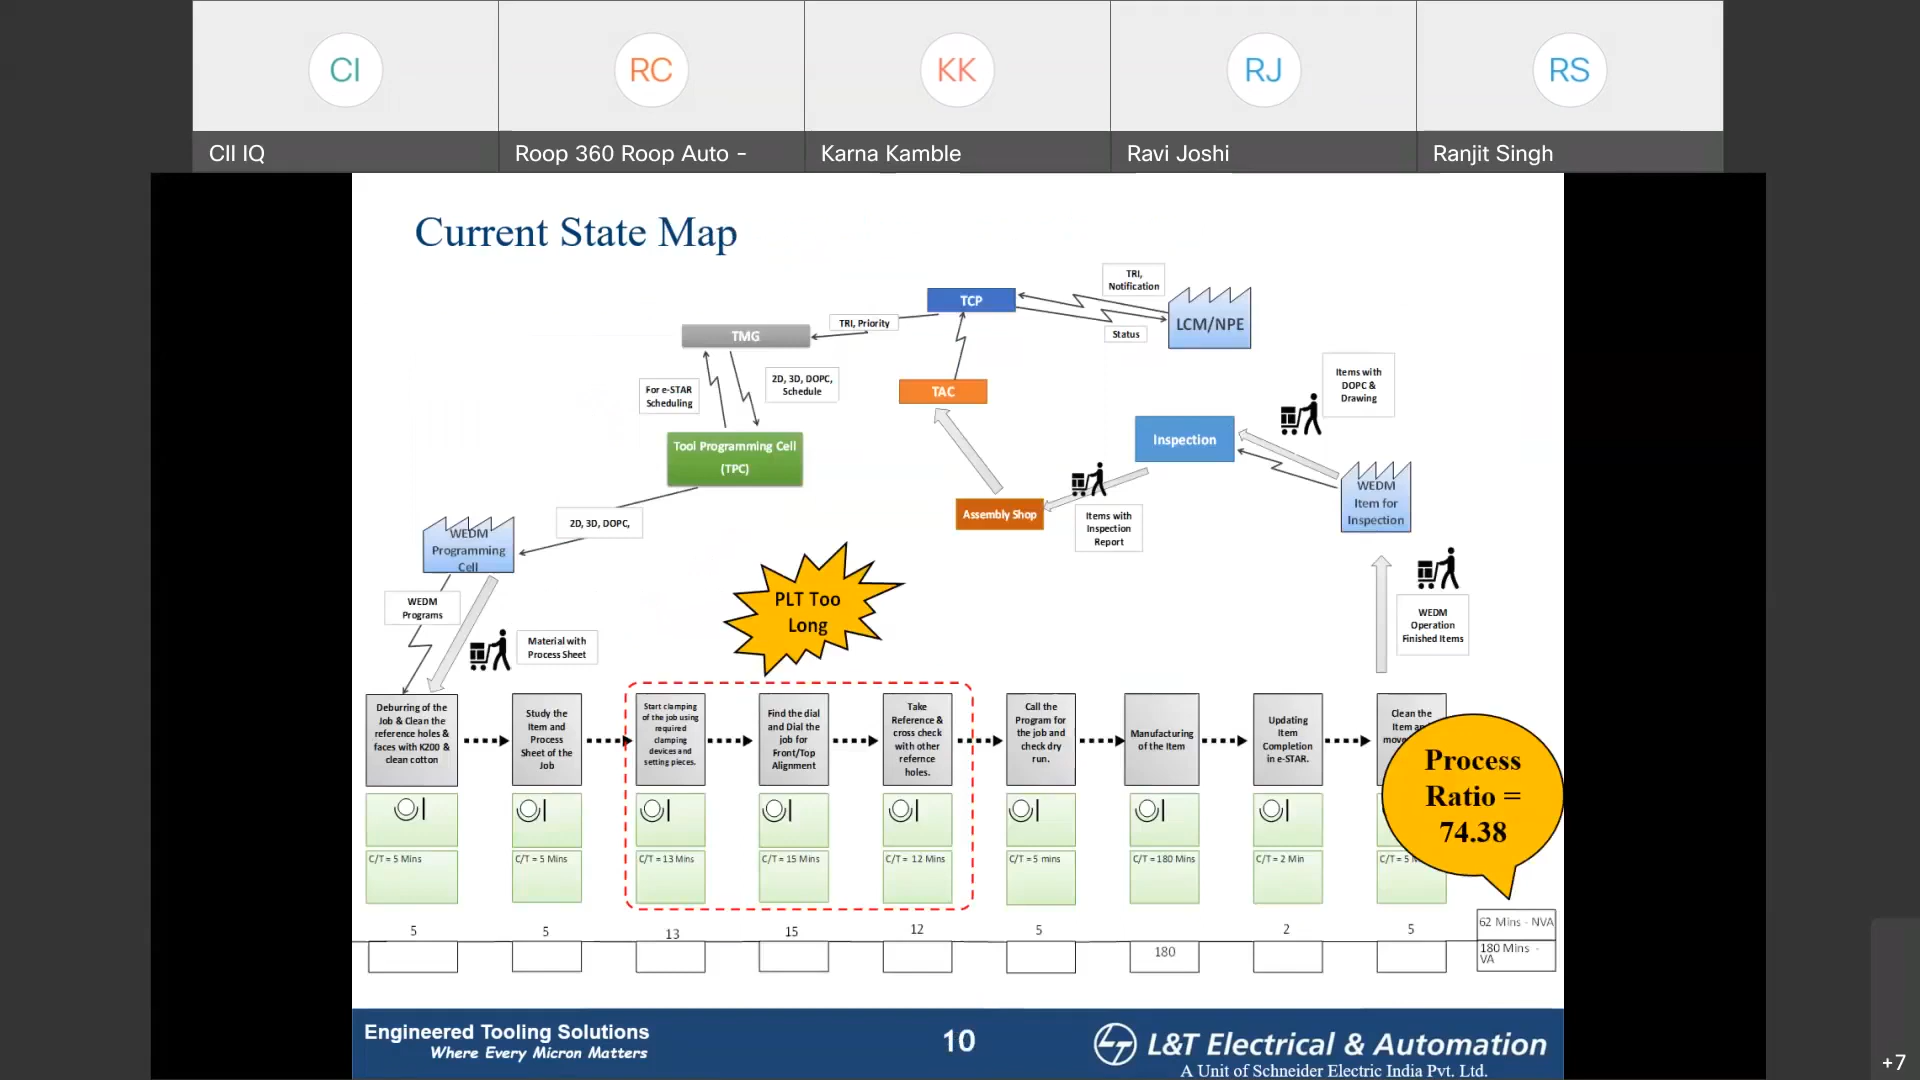 CI
RC
KK
RJ
RS
CII IQ
Roop 360 Roop Auto -
Karna Kamble
Ravi Joshi
Ranjit Singh
Current State Map
TRI,
Notification
TCP
LCM/NPE
TRI, Priority
TMG
Status
For e-STAR
Scheduling
2D, 3D, DOPC,
Schedule
TAC
Items with
DOPC &
Drawing
Tool Programming Cell
(TPC)
Inspection
WEDM
Item for
Inspection
Assembly Shop
Items with
Inspection
Report
2D, 3D, DOPC,
WEDM
Programming
Cell
PLT Too
Long
WEDM
Programs
Material with
Process Sheet
WEDM
Operation
Finished Items
Deburring of the
Job & Clean the
reference holes &
faces with K200 &
clean cotton
Study the
Item and
Process
Sheet of the
Job
Start clamping
of the job using
required
clamping
devices and
setting pieces.
Find the dial
and Dial the
job for
Front/Top
Alignment
Take
Reference &
cross check
with other
refernce
holes.
Call the
Program for
the job and
check dry
run.
Manufacturing
of the Item
Updating
Item
Completion
in e-STAR.
Clean the
Item
Process
Ratio =
74.38
C/T = 5 Mins
C/T = 5 Mins
C/T = 13 Mins
C/T = 15 Mins
C/T = 12 Mins
C/T = 5 mins
C/T = 180 Mins
C/T = 2 Min
C/T = 5
5
5
13
15
12
5
180
2
5
62 Mins - NVA
180 Mins -
VA
Engineered Tooling Solutions
Where Every Micron Matters
10
L&T Electrical & Automation
A Unit of Schneider Electric India Pvt. Ltd.
+7